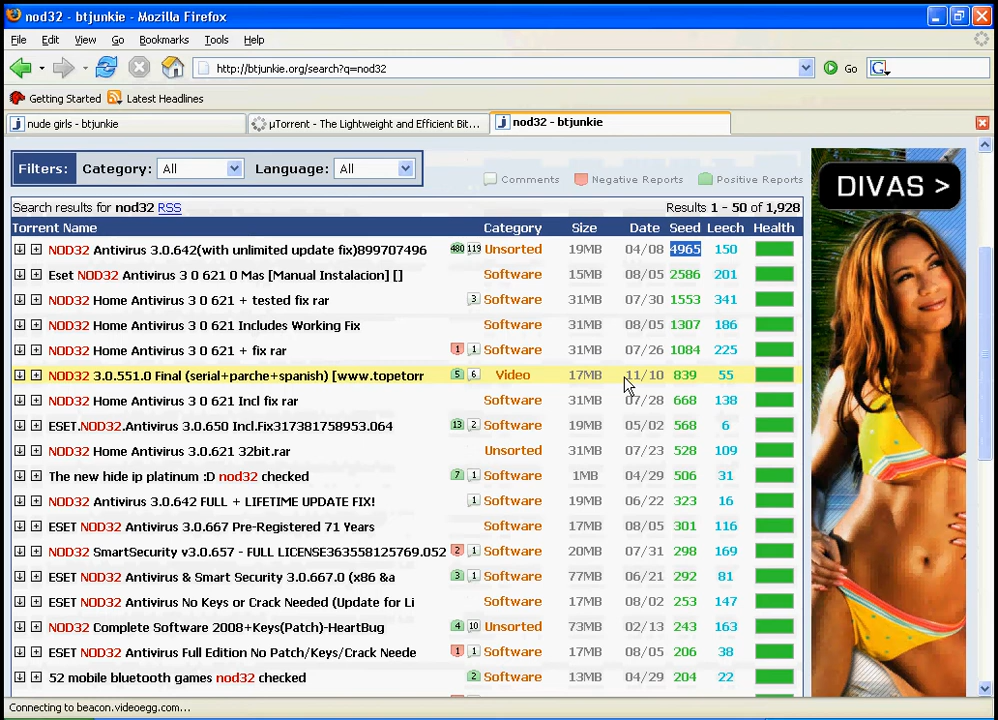 nod32 - btjunkie - Mozilla Firefox
File Edit View Go Bookmarks Tools Help
http://btjunkie.org/search?q=nod32 Go G
Getting Started Latest Headlines
nude girls - btjunkie µTorrent - The Lightweight and Efficient Bit... nod32 - btjunkie
Filters: Category: All Language: All
Comments Negative Reports Positive Reports
DIVAS >
Search results for nod32 RSS Results 1 - 50 of 1,928
Torrent Name Category Size Date Seed Leech Health
NOD32 Antivirus 3.0.642(with unlimited update fix)899707496 480 119 Unsorted 19MB 04/08 4965 150
Eset NOD32 Antivirus 3 0 621 0 Mas [Manual Instalacion] [] Software 15MB 08/05 2586 201
NOD32 Home Antivirus 3 0 621 + tested fix rar 3 Software 31MB 07/30 1553 341
NOD32 Home Antivirus 3 0 621 Includes Working Fix Software 31MB 08/05 1307 186
NOD32 Home Antivirus 3 0 621 + fix rar 1 1 Software 31MB 07/26 1084 225
NOD32 3.0.551.0 Final (serial+parche+spanish) [www.topetorr 5 6 Video 17MB 11/10 839 55
NOD32 Home Antivirus 3 0 621 Incl fix rar Software 31MB 07/28 668 138
ESET.NOD32.Antivirus.3.0.650 Incl.Fix317381758953.064 13 2 Software 19MB 05/02 568 6
NOD32 Home Antivirus 3.0.621 32bit.rar Unsorted 31MB 07/23 528 109
The new hide ip platinum :D nod32 checked 7 1 Software 1MB 04/29 506 31
NOD32 Antivirus 3.0.642 FULL + LIFETIME UPDATE FIX! 1 Software 19MB 06/22 323 16
ESET NOD32 Antivirus 3.0.667 Pre-Registered 71 Years Software 17MB 08/05 301 116
NOD32 SmartSecurity v3.0.657 - FULL LICENSE363558125769.052 2 1 Software 20MB 07/31 298 169
ESET NOD32 Antivirus & Smart Security 3.0.667.0 (x86 &a 3 1 Software 77MB 06/21 292 81
ESET NOD32 Antivirus No Keys or Crack Needed (Update for Li Software 17MB 08/02 253 147
NOD32 Complete Software 2008+Keys(Patch)-HeartBug 4 10 Unsorted 73MB 02/13 243 163
ESET NOD32 Antivirus Full Edition No Patch/Keys/Crack Neede 1 1 Software 17MB 08/05 206 38
52 mobile bluetooth games nod32 checked 2 Software 13MB 04/29 204 22
Connecting to beacon.videoegg.com...